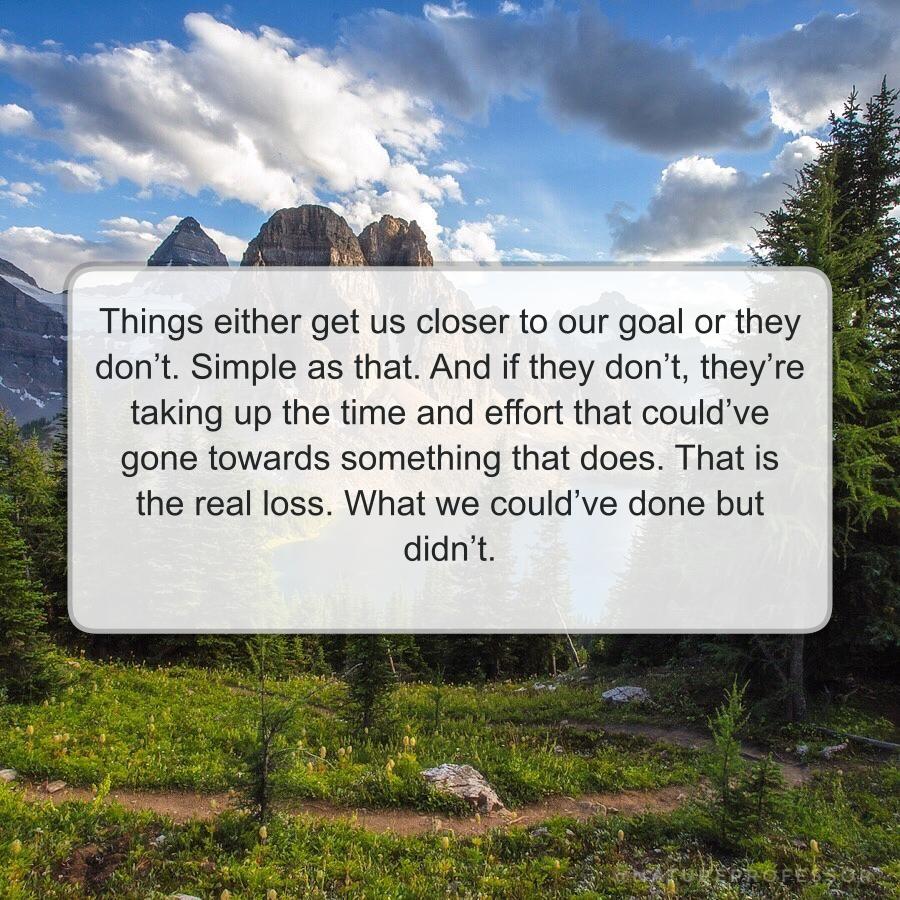 Things either get us closer to our goal or they
don’t. Simple as that. And if they don’t, they’re
taking up the time and effort that could’ve
gone towards something that does. That is
the real loss. What we could’ve done but
didn’t.
@NATUREPROFESSOR